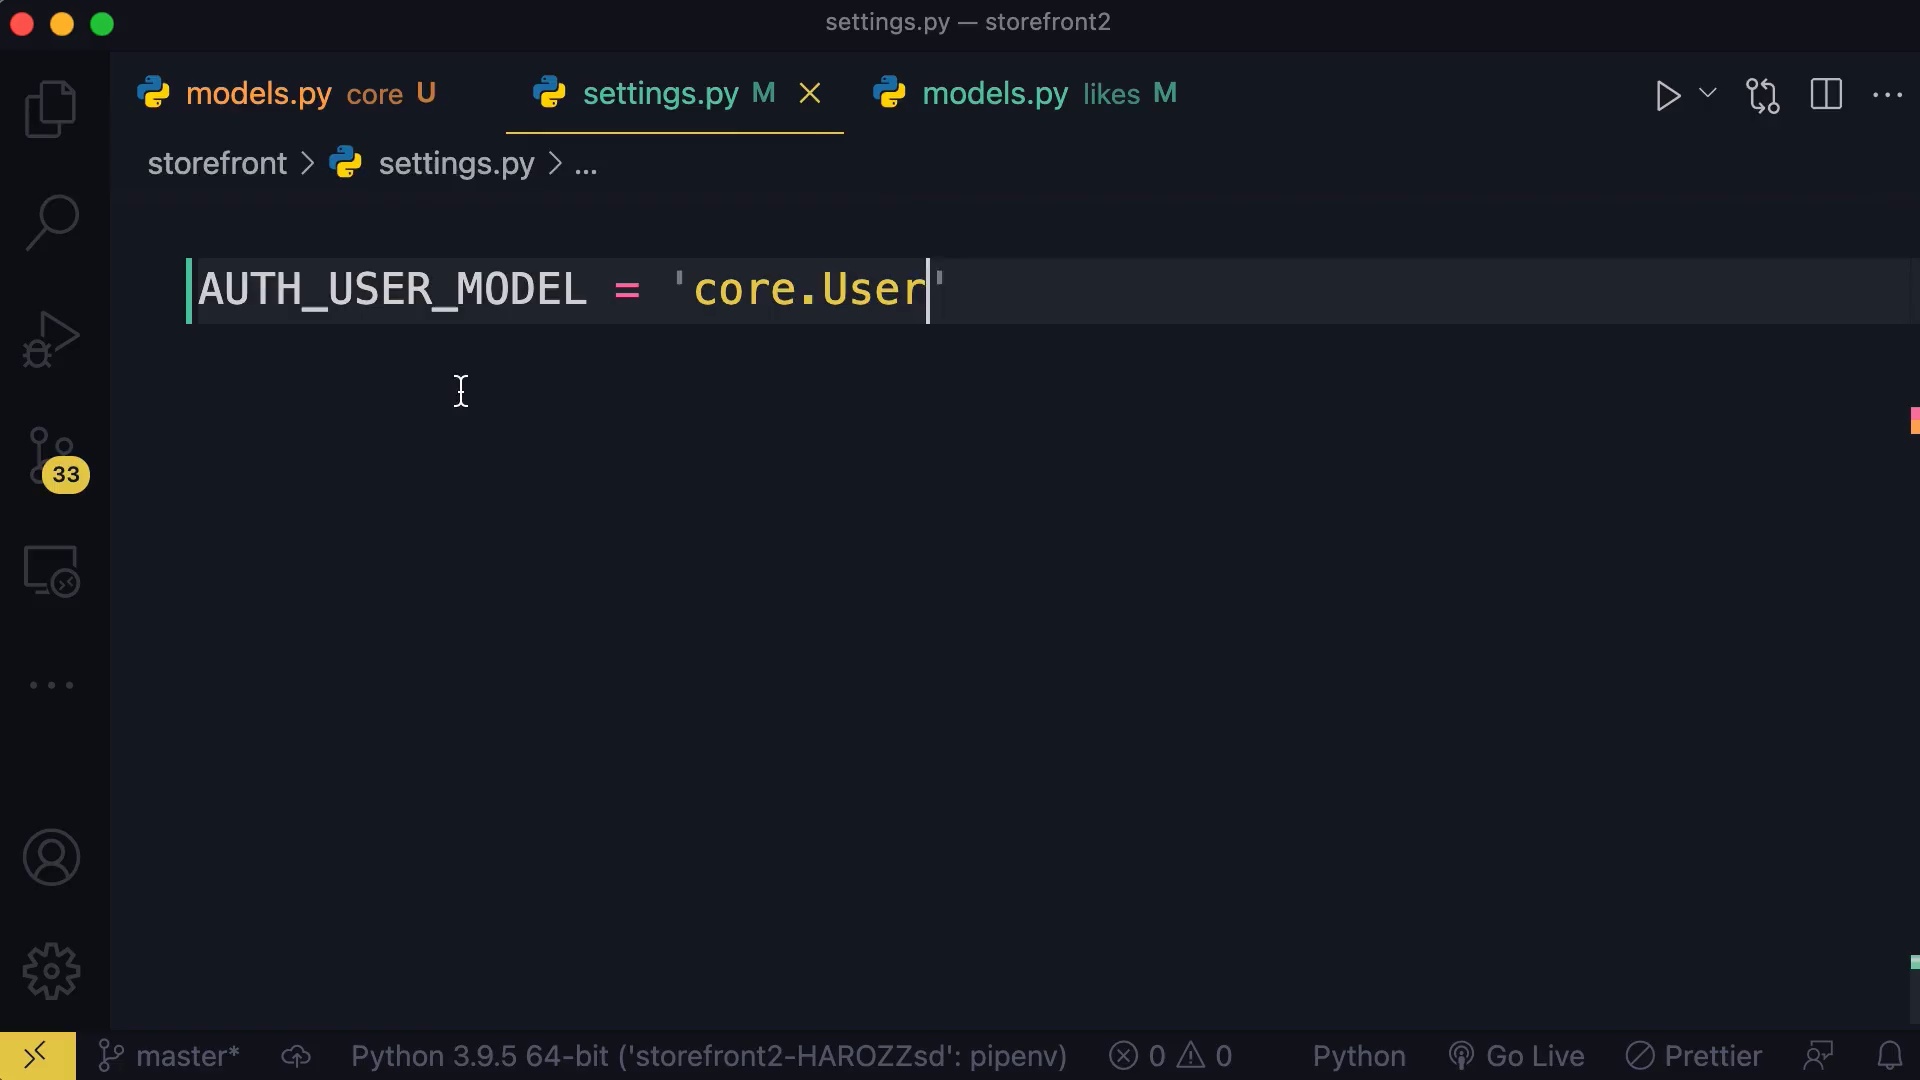 settings.py — storefront2
models.py core U settings.py M models.py likes M
storefront > settings.py > ...
AUTH_USER_MODEL = 'core.User'
33
master* Python 3.9.5 64-bit ('storefront2-HAROZZsd': pipenv) 0 0 Python Go Live Prettier